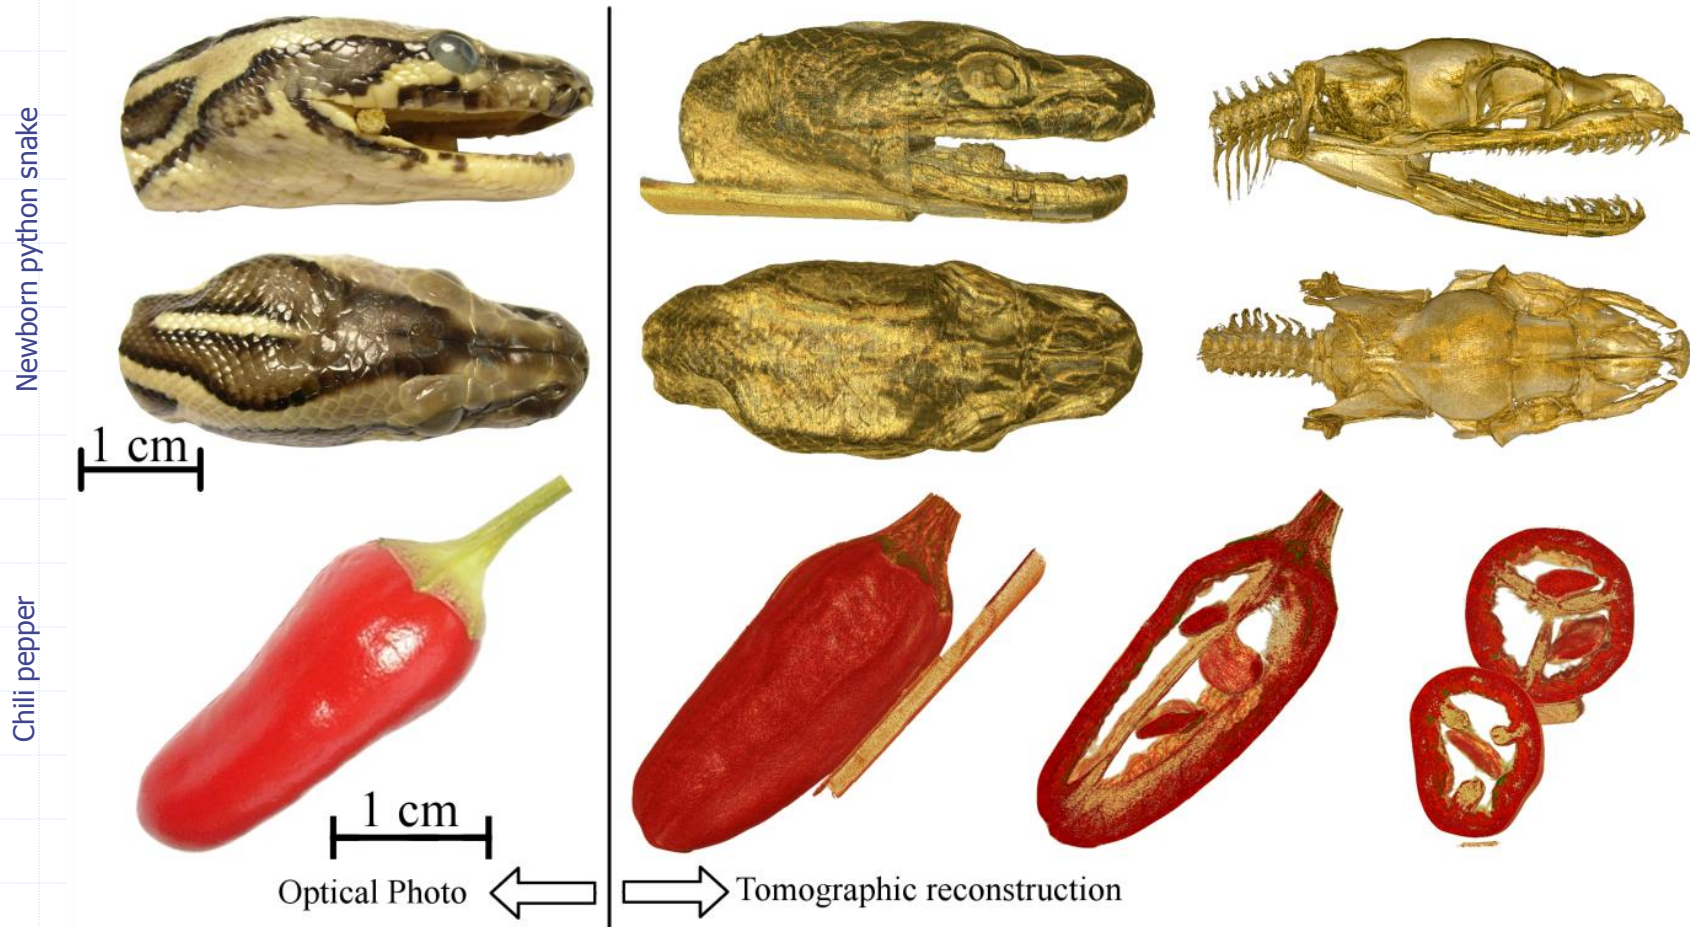 Newborn python snake
1 cm
Chili pepper
1 cm
Optical Photo
Tomographic reconstruction